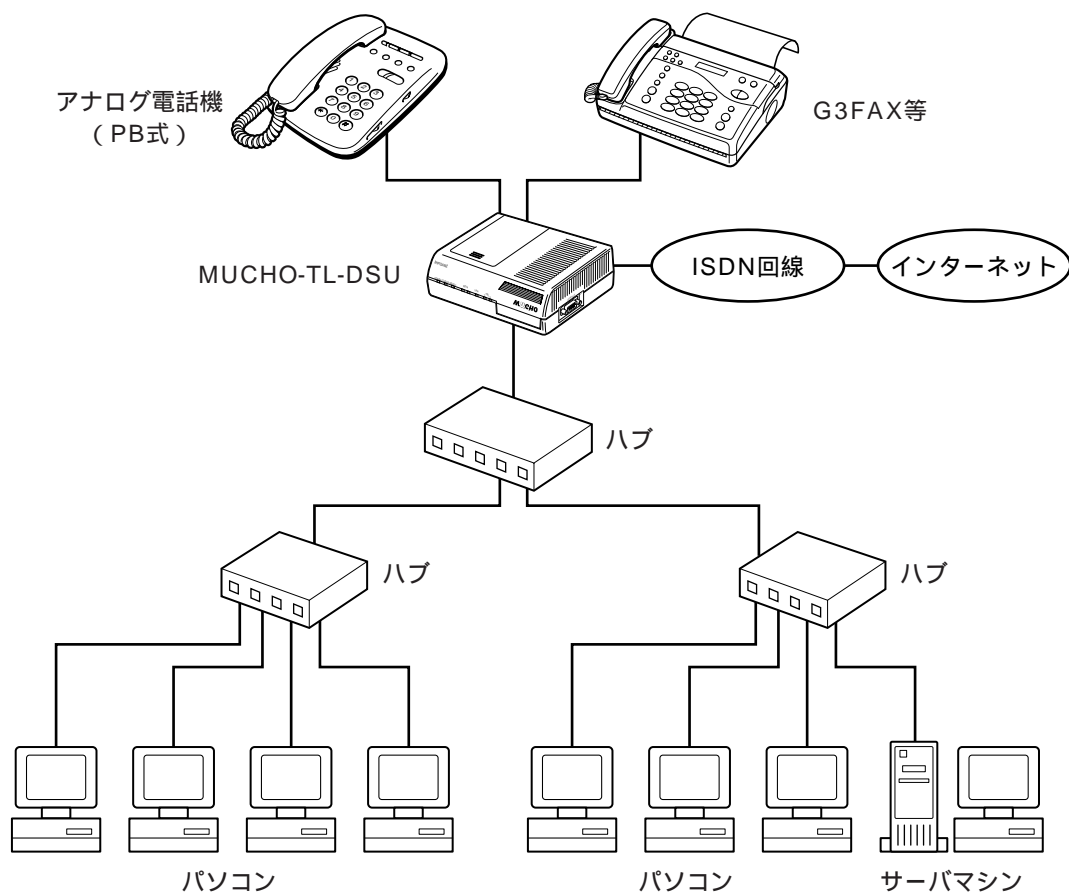 アナログ電話機
（PB式）
G3FAX等
MUCHO-TL-DSU
ISDN回線
インターネット
MUCHO
ハブ
ハブ
ハブ
パソコン
パソコン
サーバマシン